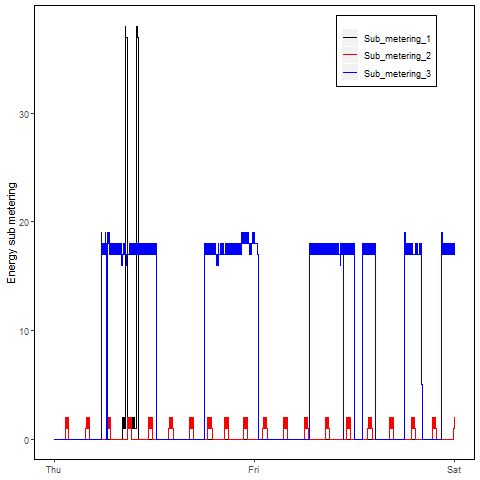 Sub_metering_1
Sub_metering_2
Sub_metering_3
30
20
10
0
Energy sub metering
Thu Fri Sat